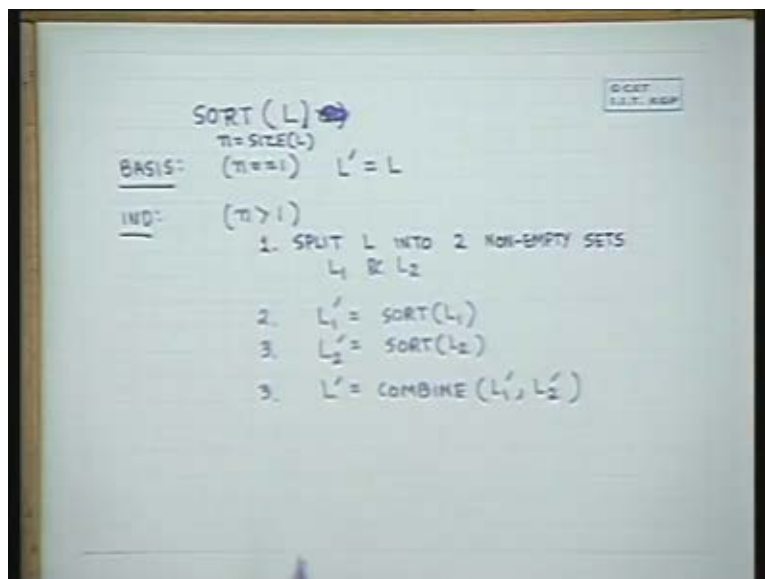 SORT (L)
n = SIZE(L)
BASIS: (n == 1) L' = L
IND: (n > 1)
1. SPLIT L INTO 2 NON-EMPTY SETS
L₁ & L₂
2. L₁' = SORT(L₁)
3. L₂' = SORT(L₂)
3. L' = COMBINE (L₁', L₂')
I.I.T. KGP